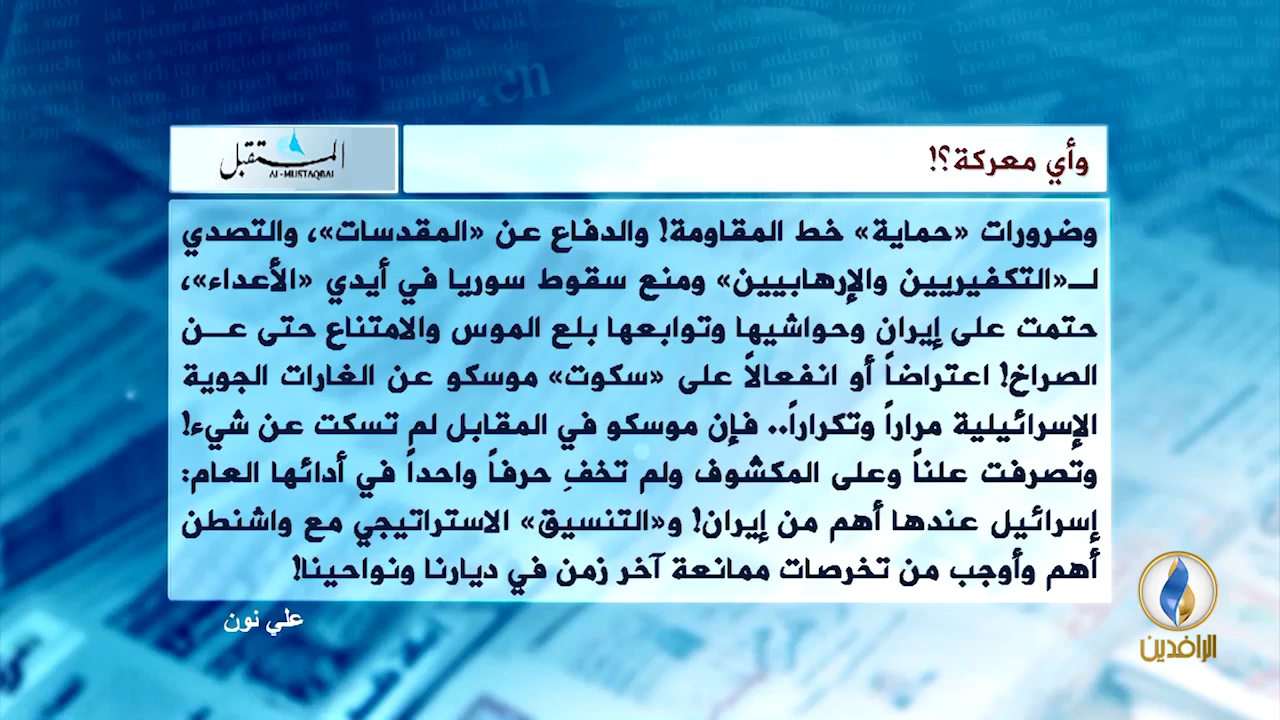 وأي معركة؟!
المستقبل
AL-MUSTAQBAL
وضرورات «حماية» خط المقاومة! والدفاع عن «المقدسات»، والتصدي
لـ«التكفيريين والإرهابيين» ومنع سقوط سوريا في أيدي «الأعداء»،
حتمت على إيران وحواشيها وتوابعها بلع الموس والامتناع حتى عـن
الصراخ! اعتراضاً أو انفعالاً على «سكوت» موسكو عن الغارات الجوية
الإسرائيلية مراراً وتكراراً.. فإن موسكو في المقابل لم تسكت عن شيء!
وتصرفت علناً وعلى المكشوف ولم تخفِ حرفاً واحداً في أدائها العام:
إسرائيل عندها أهم من إيران! و«التنسيق» الاستراتيجي مع واشنطن
أهم وأوجب من تخرصات ممانعة آخر زمن في ديارنا ونواحينا!
علي نون
الرافدين